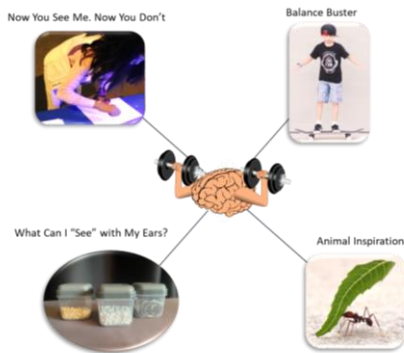 Now You See Me. Now You Don't
Balance Buster
What Can I "See" with My Ears?
Animal Inspiration